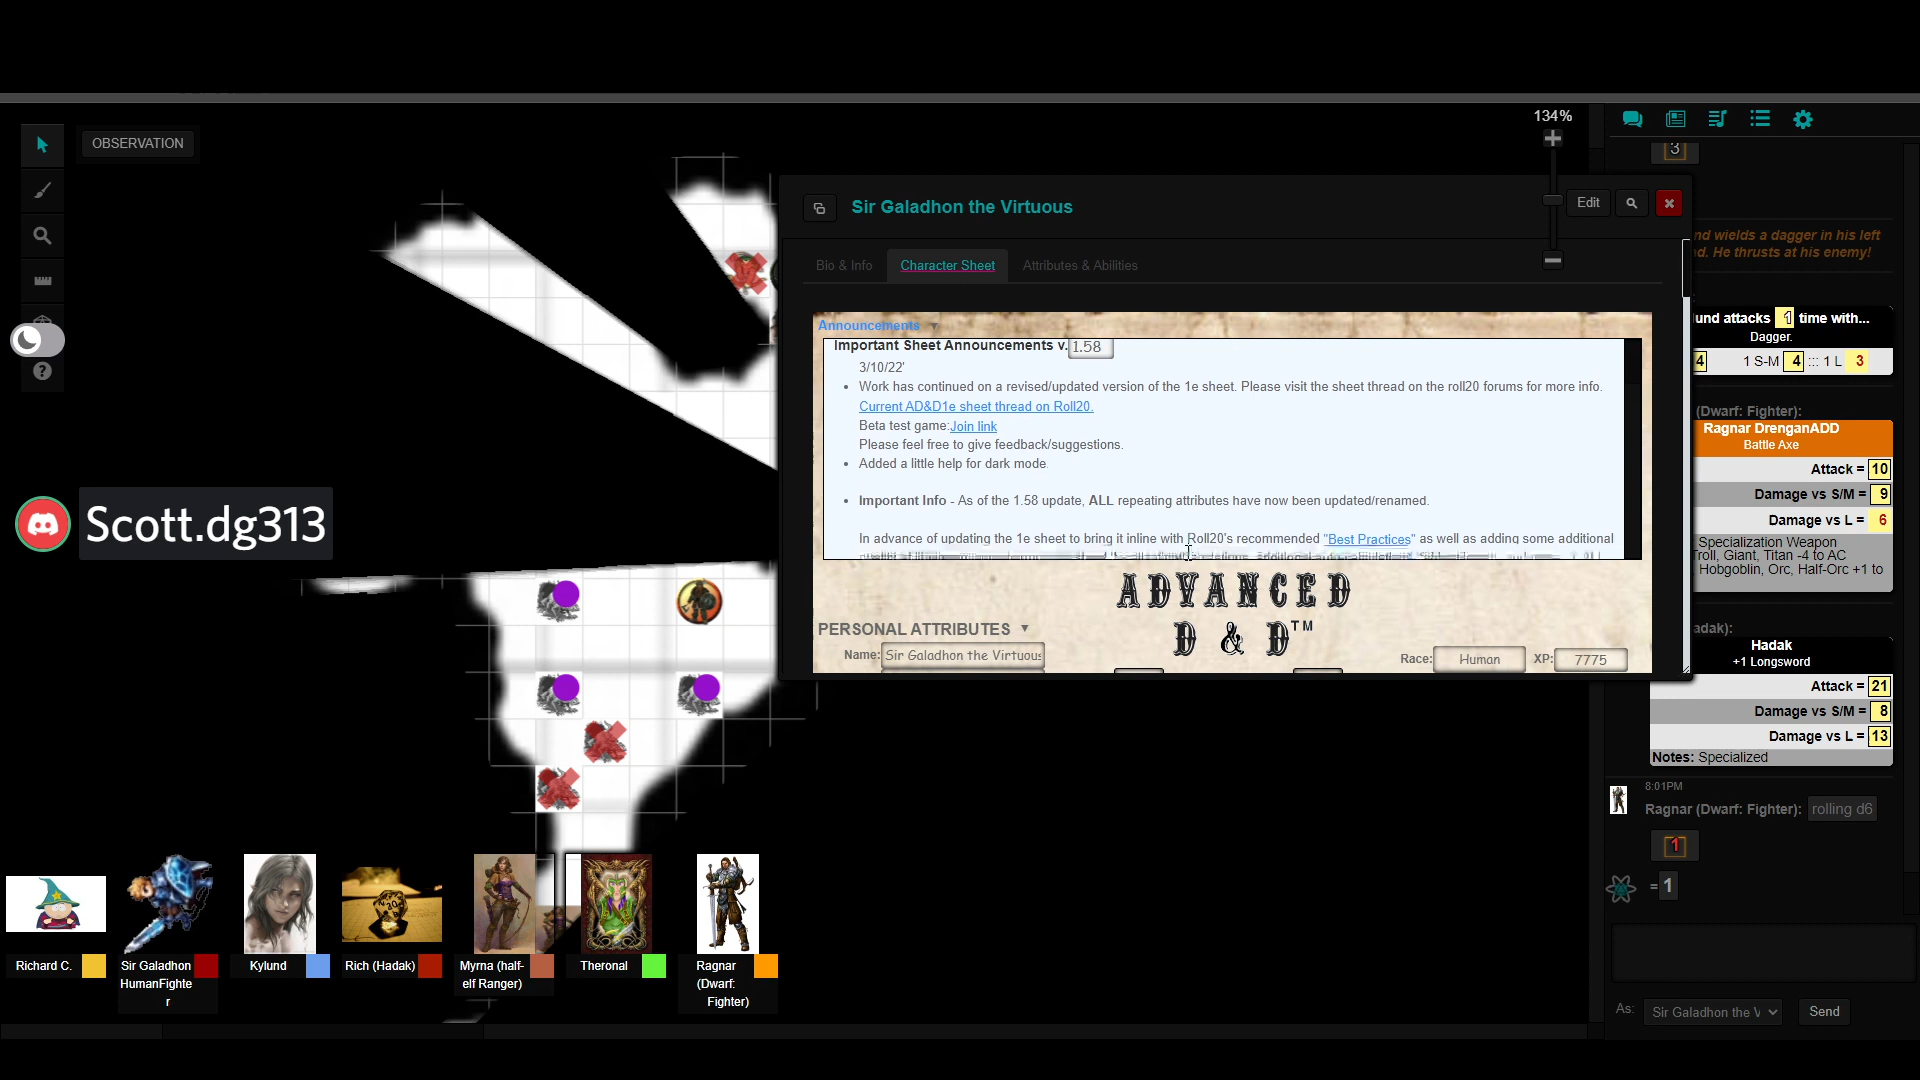 134%
OBSERVATION
3
Sir Galadhon the Virtuous
Edit
nd wields a dagger in his left
d. He thrusts at his enemy!
Bio & Info
Character Sheet
Attributes & Abilities
und attacks 1 time with...
Dagger.
4 1 S-M 4 ::: 1 L 3
Announcements
Important Sheet Announcements v. 1.58
3/10/22'
• Work has continued on a revised/updated version of the 1e sheet. Please visit the sheet thread on the roll20 forums for more info.
Current AD&D1e sheet thread on Roll20.
Beta test game:Join link
Please feel free to give feedback/suggestions.
• Added a little help for dark mode.
• Important Info - As of the 1.58 update, ALL repeating attributes have now been updated/renamed.
In advance of updating the 1e sheet to bring it inline with Roll20's recommended "Best Practices" as well as adding some additional
ADVANCED
D & D™
PERSONAL ATTRIBUTES
Name: Sir Galadhon the Virtuous
Race: Human XP: 7775
(Dwarf: Fighter):
Ragnar DrenganADD
Battle Axe
Attack = 10
Damage vs S/M = 9
Damage vs L = 6
Specialization Weapon
Troll, Giant, Titan -4 to AC
Hobgoblin, Orc, Half-Orc +1 to
adak):
Hadak
+1 Longsword
Attack = 21
Damage vs S/M = 8
Damage vs L = 13
Notes: Specialized
8:01PM
Ragnar (Dwarf: Fighter): rolling d6
1
= 1
As: Sir Galadhon the V
Send
Scott.dg313
Richard C.
Sir Galadhon
HumanFighte
r
Kylund
Rich (Hadak)
Myrna (half-
elf Ranger)
Theronal
Ragnar
(Dwarf:
Fighter)